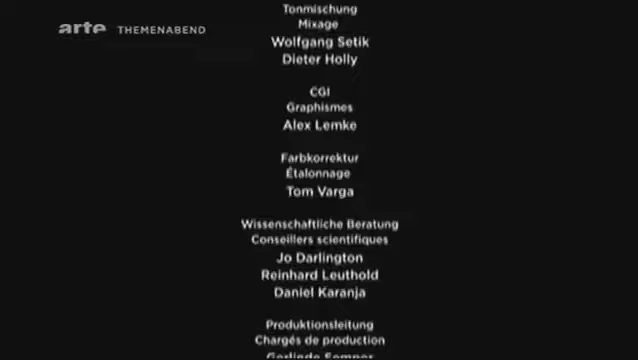 arte THEMENABEND
Tonmischung
Mixage
Wolfgang Setik
Dieter Holly
CGI
Graphismes
Alex Lemke
Farbkorrektur
Étalonnage
Tom Varga
Wissenschaftliche Beratung
Conseillers scientifiques
Jo Darlington
Reinhard Leuthold
Daniel Karanja
Produktionsleitung
Chargés de production
Gerlinde